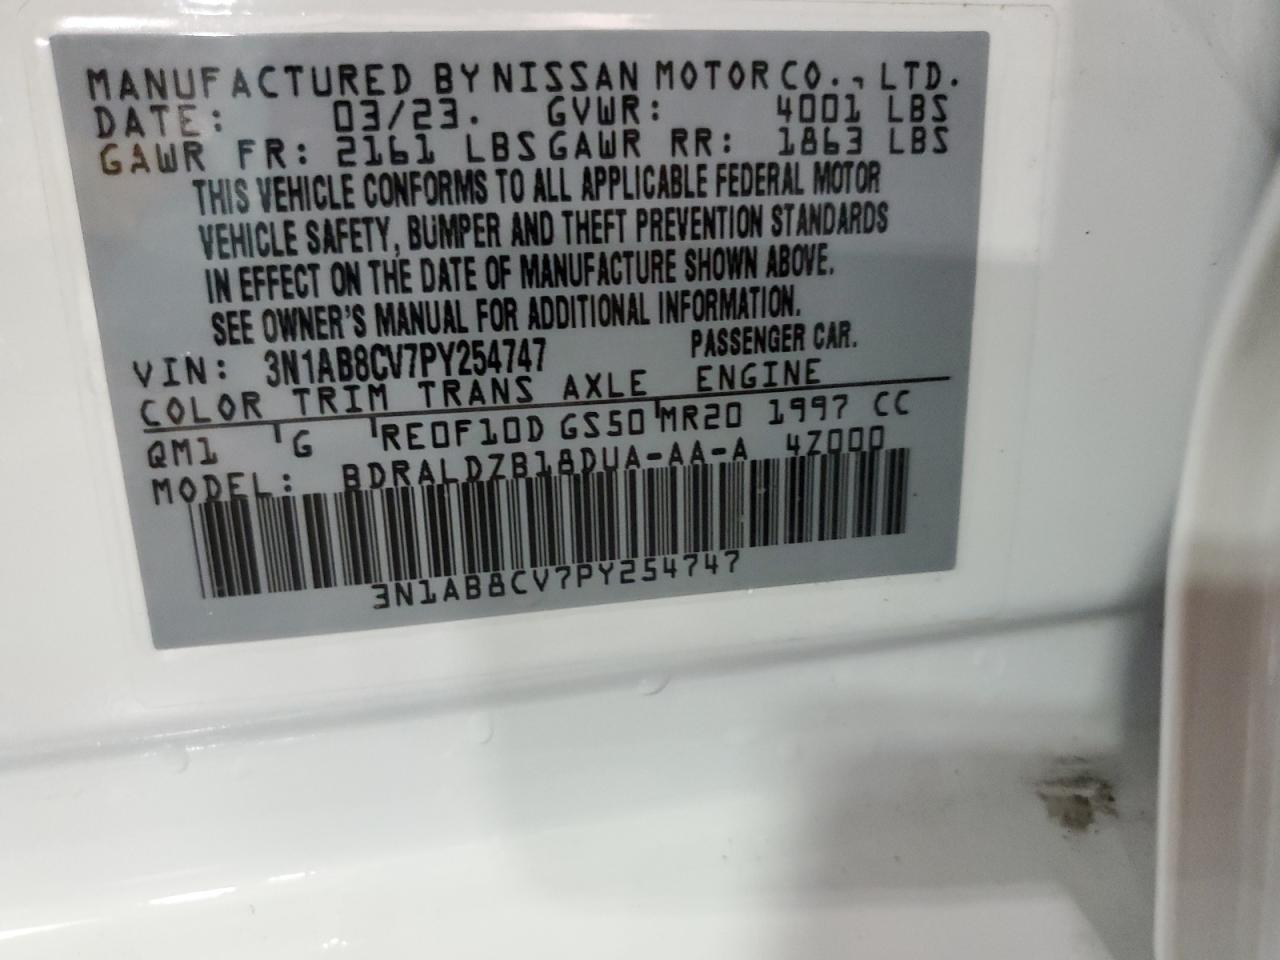 MANUFACTURED BY NISSAN MOTOR CO., LTD.
DATE: 03/23. GVWR: 4001 LBS
GAWR FR: 2161 LBS GAWR RR: 1863 LBS
THIS VEHICLE CONFORMS TO ALL APPLICABLE FEDERAL MOTOR
VEHICLE SAFETY, BUMPER AND THEFT PREVENTION STANDARDS
IN EFFECT ON THE DATE OF MANUFACTURE SHOWN ABOVE.
SEE OWNER'S MANUAL FOR ADDITIONAL INFORMATION.
VIN: 3N1AB8CV7PY254747 PASSENGER CAR.
COLOR TRIM TRANS AXLE ENGINE
QM1 G RE0F10D GS50 MR20 1997 CC
MODEL: BDRALDZB18DUA-AA-A 4Z000
3N1AB8CV7PY254747